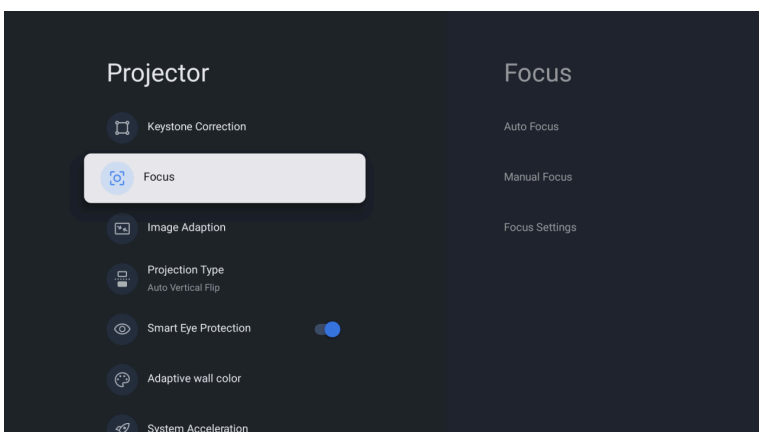 Projector
Keystone Correction
Focus
Image Adaption
Projection Type
Auto Vertical Flip
Smart Eye Protection
Adaptive wall color
System Acceleration
Focus
Auto Focus
Manual Focus
Focus Settings